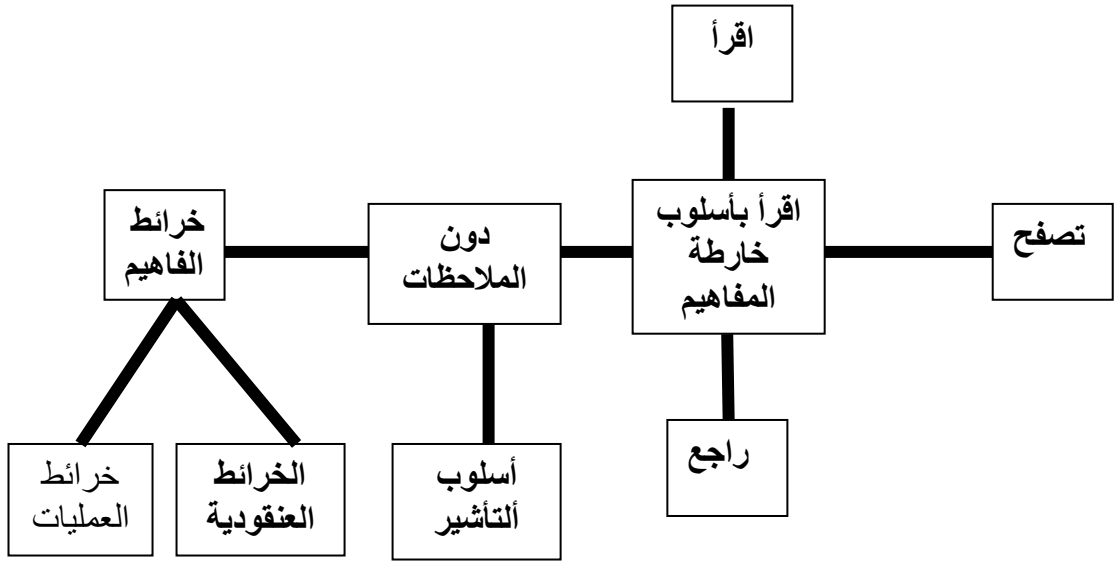 اقرأ
اقرأ بأسلوب
خارطة
المفاهيم
تصفح
دون
الملاحظات
خرائط
الفاهيم
راجع
أسلوب
ألتأشير
الخرائط
العنقودية
خرائط
العمليات